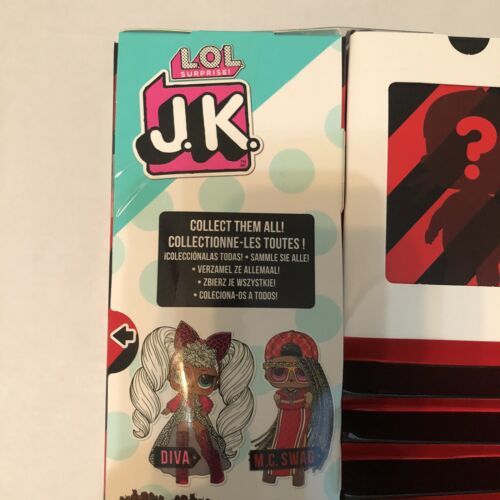 L.O.L.
SURPRISE!
J.K.
TM
COLLECT THEM ALL!
COLLECTIONNE-LES TOUTES !
¡COLECCIÓNALAS TODAS! • SAMMLE SIE ALLE!
• VERZAMEL ZE ALLEMAAL!
• ZBIERZ JE WSZYSTKIE!
• COLECIONA-OS A TODOS!
?
DIVA
M.C. SWAG